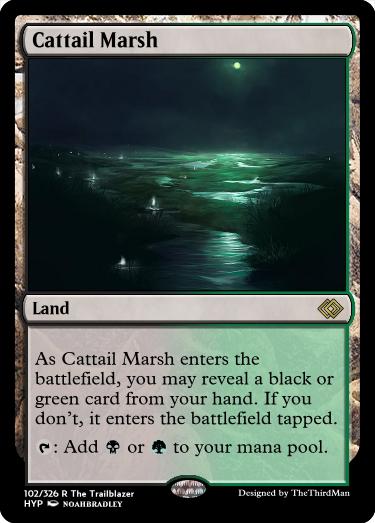 Cattail Marsh
Land
As Cattail Marsh enters the
battlefield, you may reveal a black or
green card from your hand. If you
don't, it enters the battlefield tapped.
: Add or to your mana pool.
102/326 R The Trailblazer
HYP NOAHBRADLEY
Designed by TheThirdMan